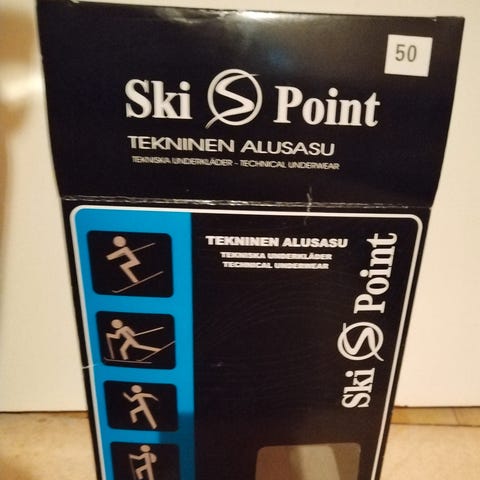 50
Ski Point
TEKNINEN ALUSASU
TEKNISKA UNDERKLÄDER - TECHNICAL UNDERWEAR
TEKNINEN ALUSASU
TEKNISKA UNDERKLÄDER
TECHNICAL UNDERWEAR
Ski Point